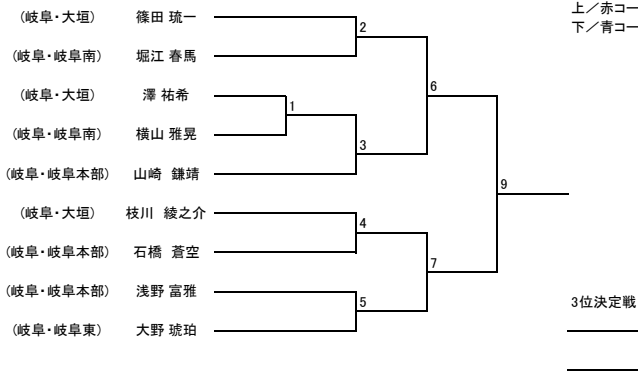 (岐阜・大垣) 篠田 琉一
2
上／赤コー
下／青コー
(岐阜・岐阜南) 堀江 春馬
(岐阜・大垣) 澤 祐希
6
1
(岐阜・岐阜南) 横山 雅晃
3
(岐阜・岐阜本部) 山崎 鎌靖
9
(岐阜・大垣) 枝川 綾之介
4
(岐阜・岐阜本部) 石橋 蒼空
7
(岐阜・岐阜本部) 浅野 富雅
5
3位決定戦
(岐阜・岐阜東) 大野 琥珀